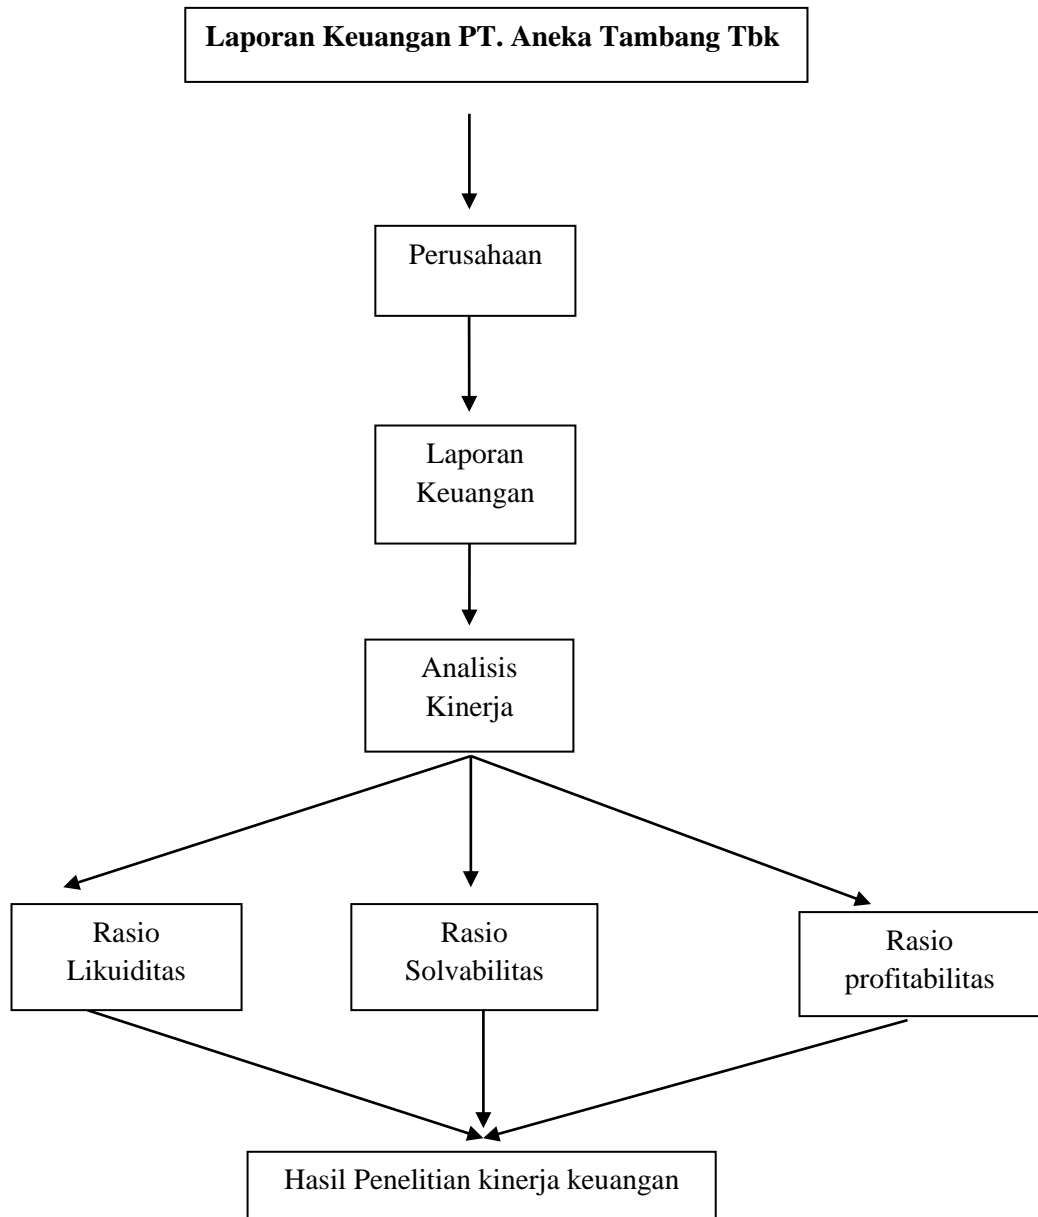 Laporan Keuangan PT. Aneka Tambang Tbk
Perusahaan
Laporan
Keuangan
Analisis
Kinerja
Rasio
Likuiditas
Rasio
Solvabilitas
Rasio
profitabilitas
Hasil Penelitian kinerja keuangan